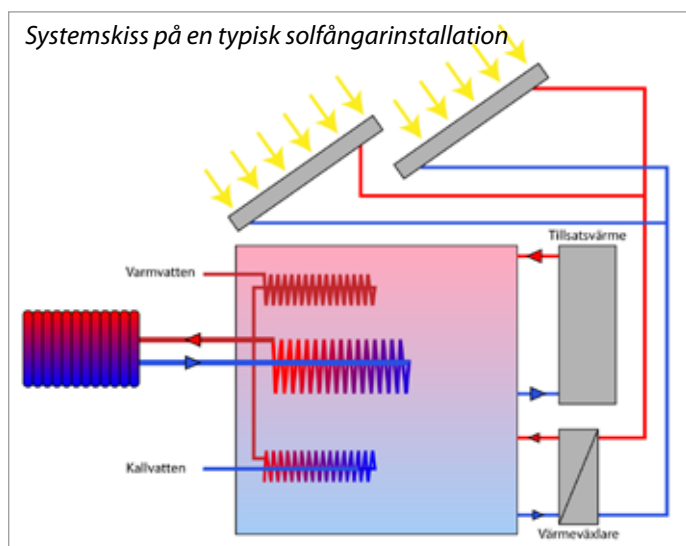 Systemskiss på en typisk solfångarinstallation
Tillsatsvärme
Varmvatten
Kallvatten
Värmeväxlare